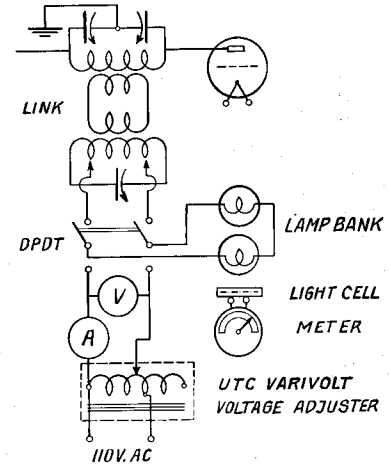 LINK
DPDT
LAMP BANK
V
LIGHT CELL
A
METER
UTC VARIVOLT
VOLTAGE ADJUSTER
110V. AC